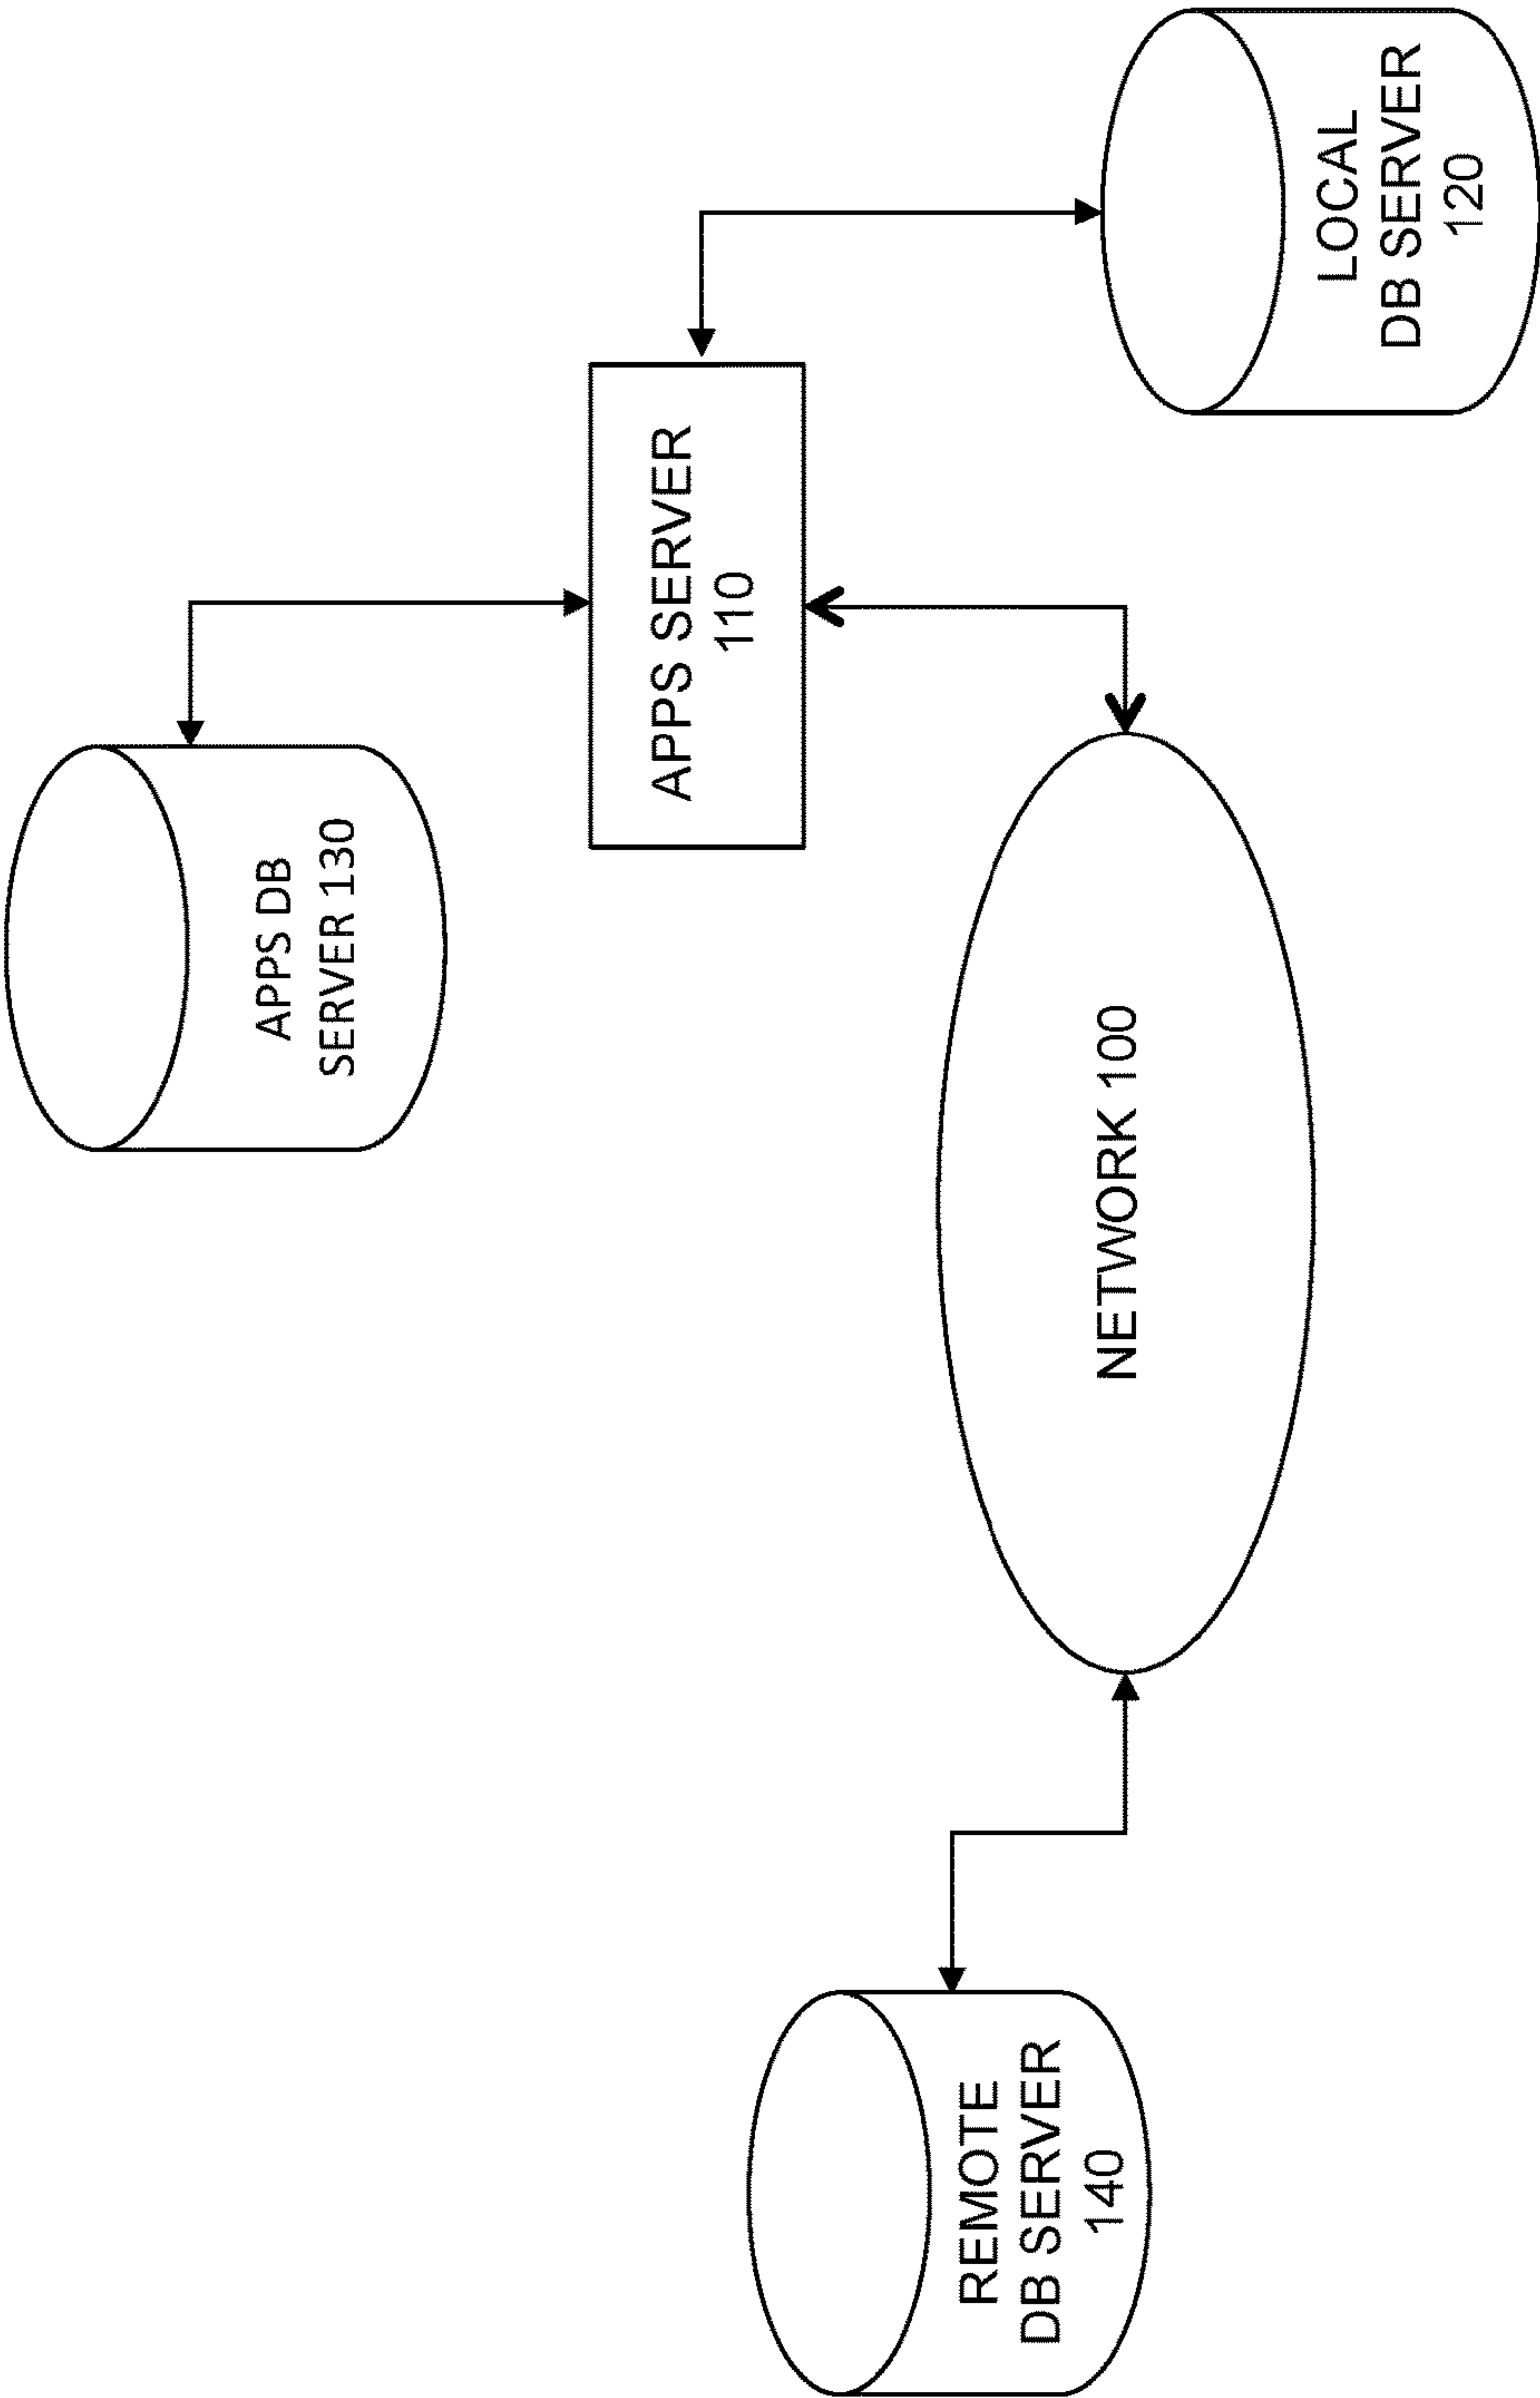 APPS DB
SERVER 130
APPS SERVER
110
REMOTE
DB SERVER
140
NETWORK 100
LOCAL
DB SERVER
120